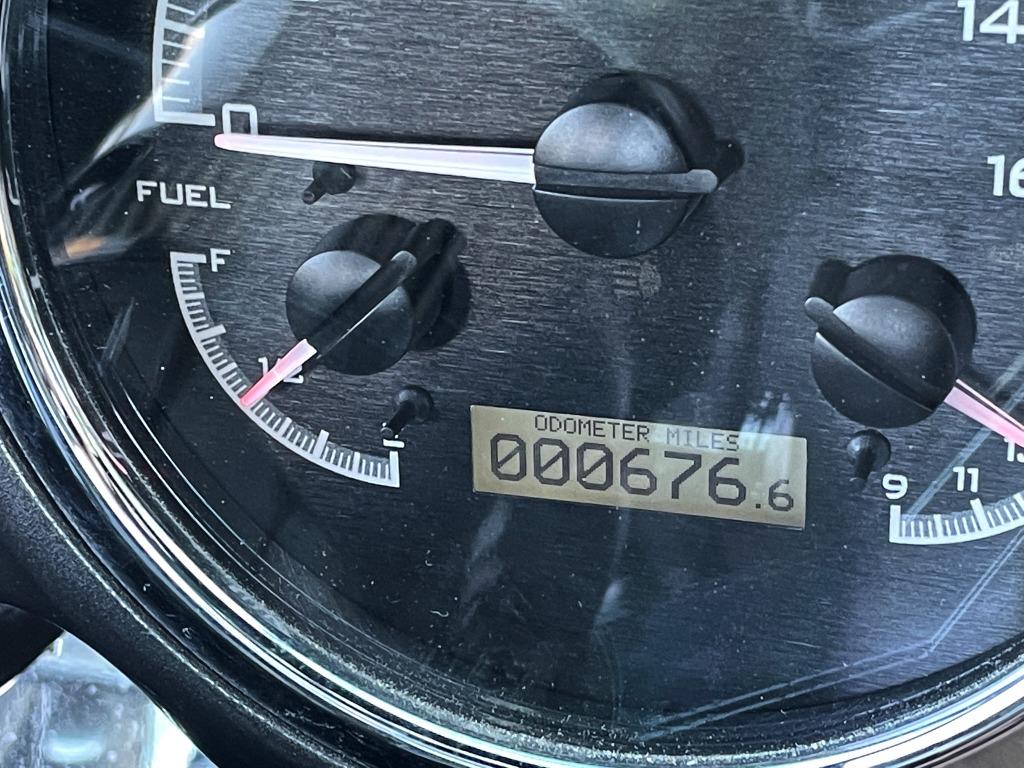 14
0
16
FUEL
F
1/2
ODOMETER MILES
000676.6
9
11